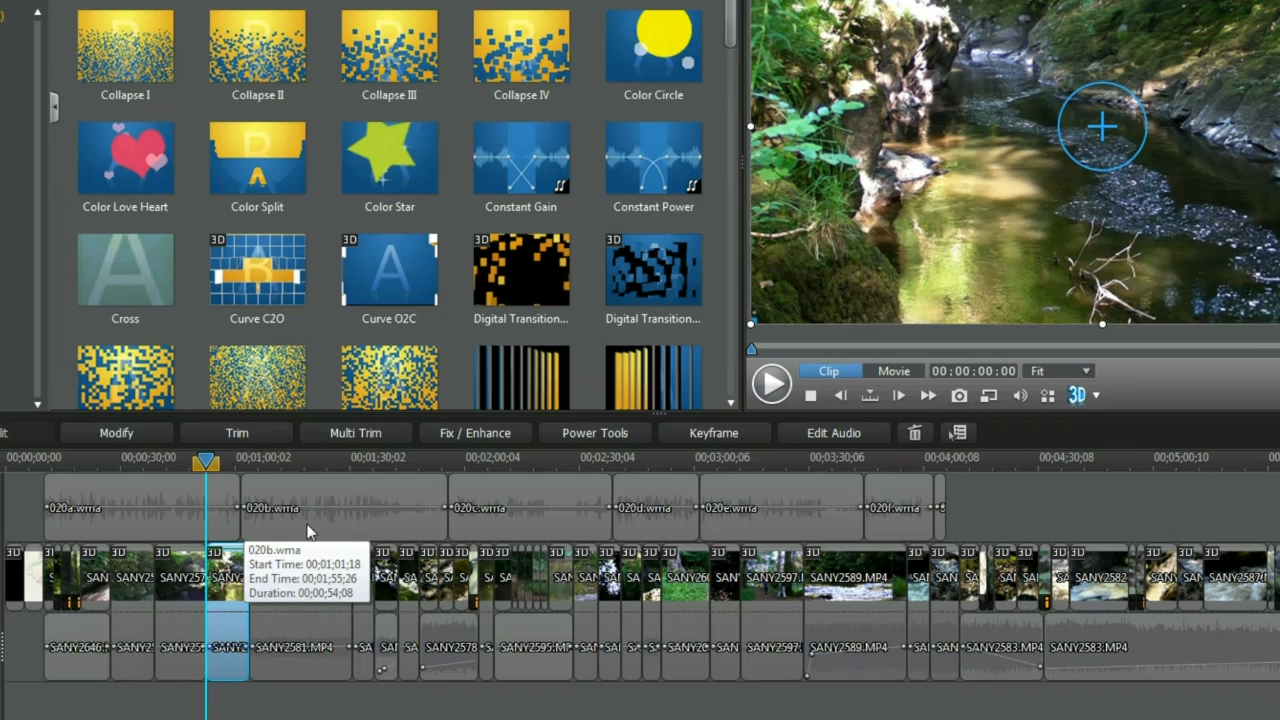 Collapse I Collapse II Collapse III Collapse IV Color Circle
Color Love Heart Color Split Color Star Constant Gain Constant Power
3D 3D 3D 3D
Cross Curve C2O Curve O2C Digital Transition... Digital Transition...
Clip Movie 00:00:00:00 Fit
3D
Modify Trim Multi Trim Fix / Enhance Power Tools Keyframe Edit Audio
00;00;00;00 00;00;30;00 00;01;00;02 00;01;30;02 00;02;00;04 00;02;30;04 00;03;00;06 00;03;30;06 00;04;00;08 00;04;30;08 00;05;00;10
020a.wma 020b.wma 020c.wma 020d.wma 020e.wma 020f.wma
020b.wma
Start Time: 00;01;01;18
End Time: 00;01;55;26
Duration: 00;00;54;08
SANY2589.MP4 SANY2582
SANY2646. SANY2581.MP4 SANY2578 SANY2595.MP4 SANY2597. SANY2589.MP4 SANY2583.MP4 SANY2583.MP4